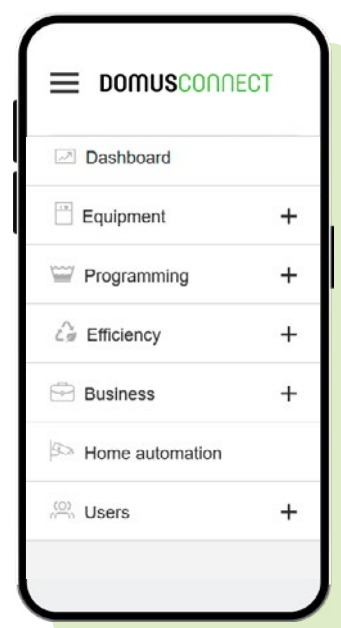 DOMUSCONNECT
Dashboard
Equipment +
Programming +
Efficiency +
Business +
Home automation
Users +